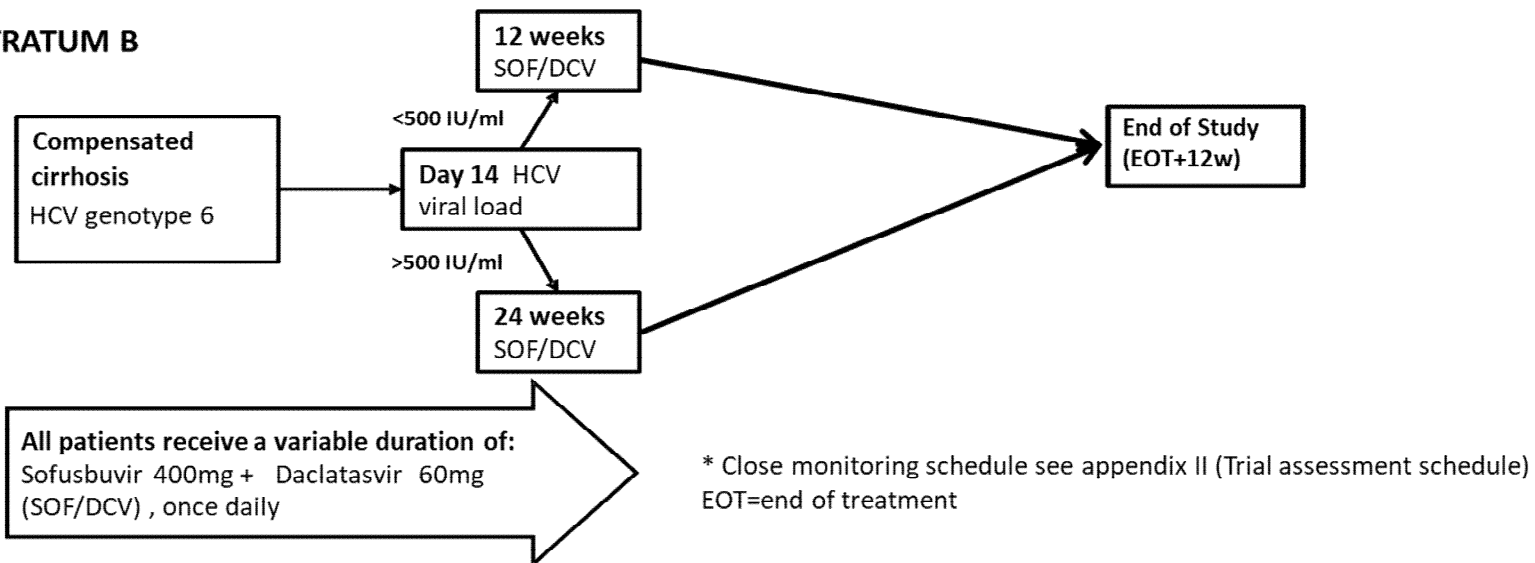 TRATUM B
12 weeks
SOF/DCV
<500 IU/ml
Compensated
cirrhosis
HCV genotype 6
Day 14 HCV
viral load
End of Study
(EOT+12w)
>500 IU/ml
24 weeks
SOF/DCV
All patients receive a variable duration of:
Sofusbuvir 400mg + Daclatasvir 60mg
(SOF/DCV) , once daily
* Close monitoring schedule see appendix II (Trial assessment schedule)
EOT=end of treatment